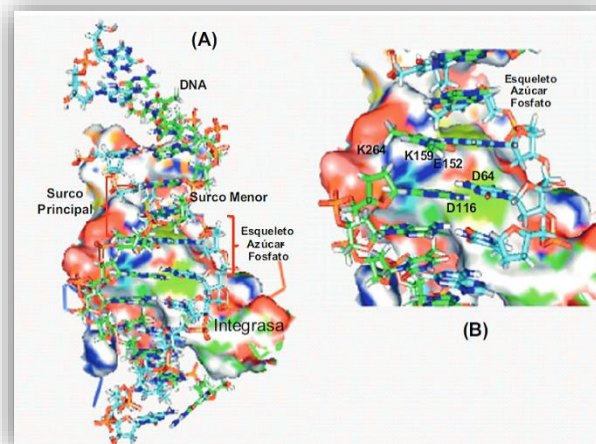 (A)
DNA
Surco
Principal
Surco Menor
Esqueleto
Azúcar
Fosfato
Integrasa
Esqueleto
Azúcar
Fosfato
K264
K159
E152
D64
D116
(B)